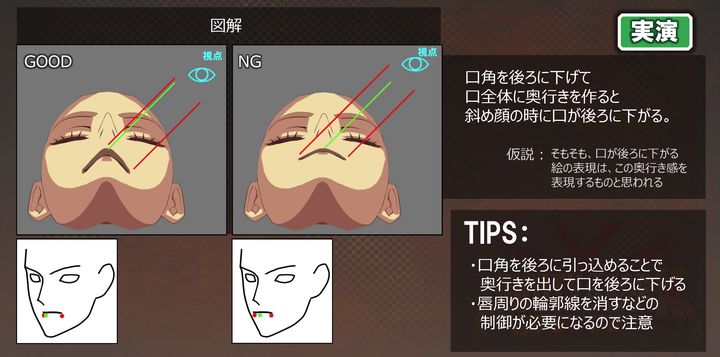 図解
実演
GOOD
視点
NG
視点
口角を後ろに下げて
口全体に奥行きを作ると
斜め顔の時に口が後ろに下がる。
仮説： そもそも、口が後ろに下がる
絵の表現は、この奥行き感を
表現するものと思われる
TIPS:
・口角を後ろに引っ込めることで
奥行きを出して口を後ろに下げる
・唇周りの輪郭線を消すなどの
制御が必要になるので注意